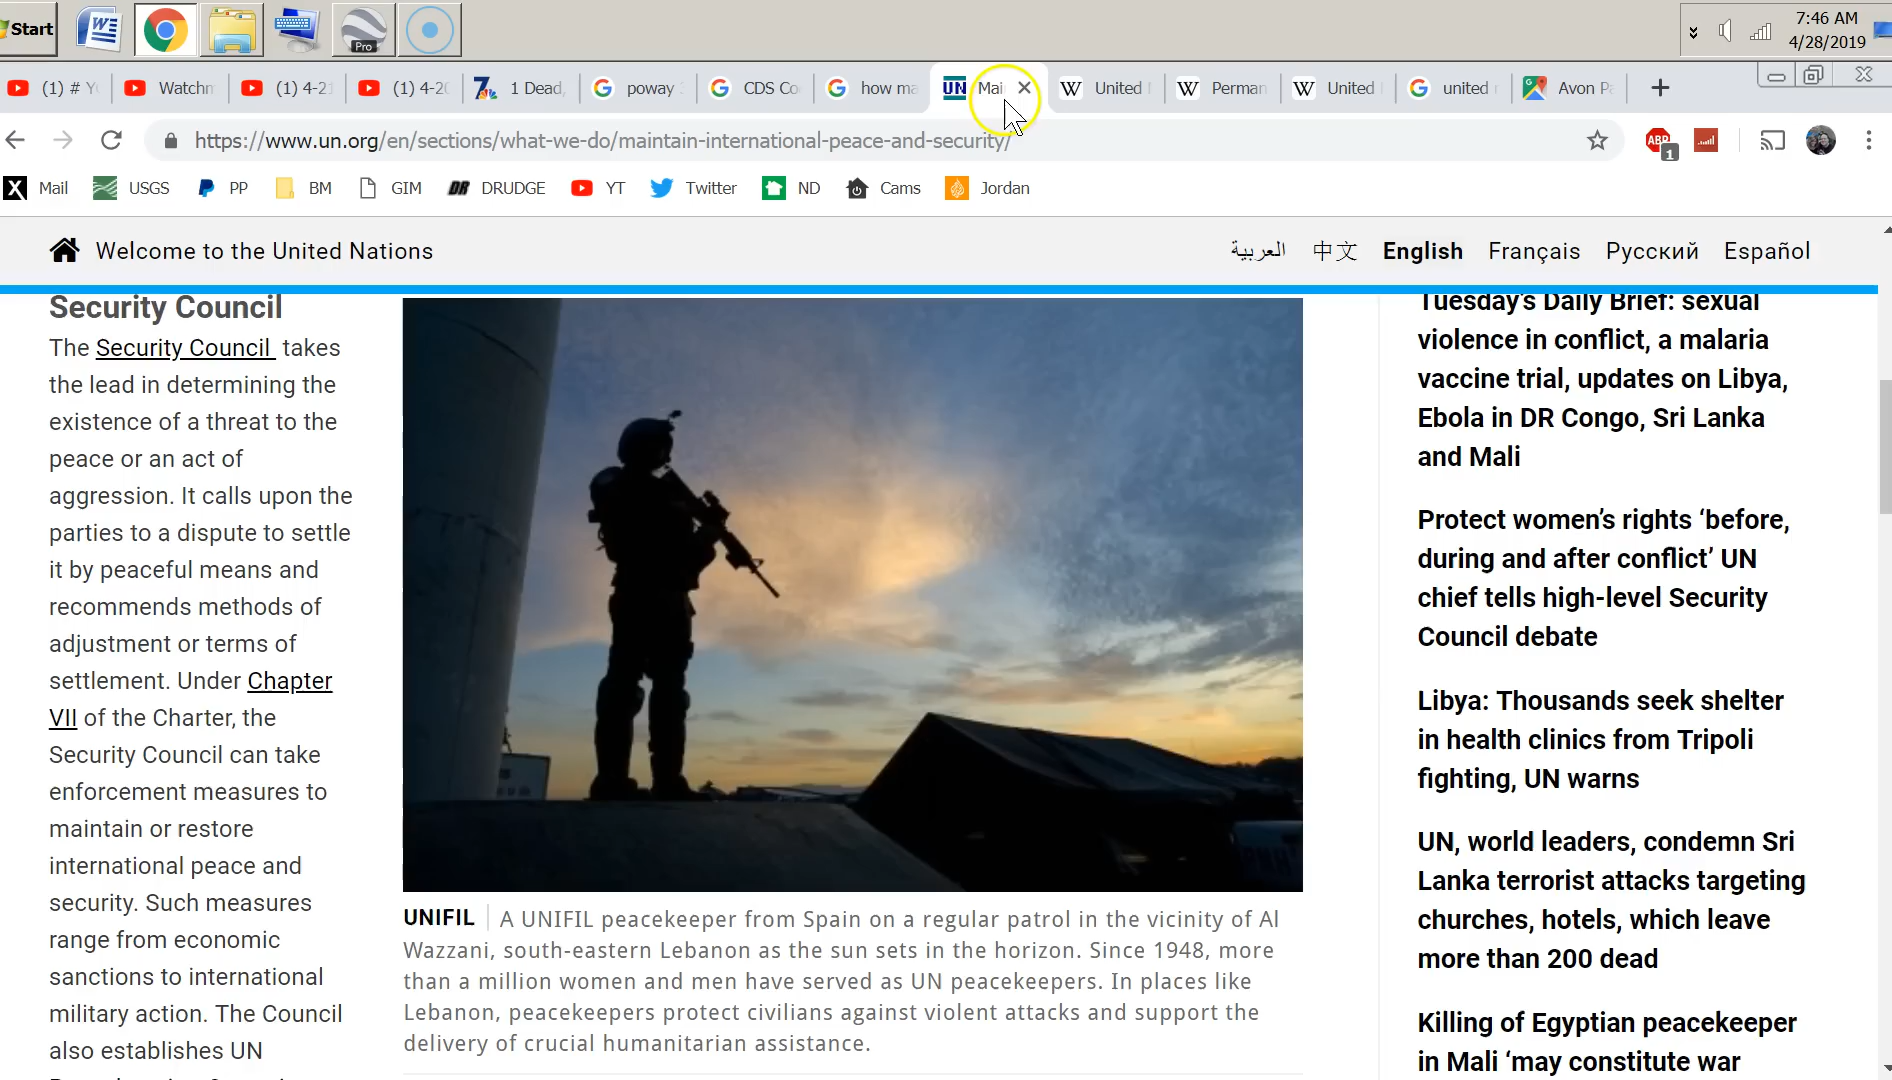 Start
Pro
7:46 AM
4/28/2019
(1) # Y
Watchm
(1) 4-2
(1) 4-20
1 Dead,
poway
CDS Co
how ma
UN Mai
United
Perman
United
united
Avon Pa
https://www.un.org/en/sections/what-we-do/maintain-international-peace-and-security/
ABP
1
X Mail
USGS
PP
BM
GIM
DR DRUDGE
YT
Twitter
ND
Cams
Jordan
Welcome to the United Nations
العربية
中文
English
Français
Русский
Español
Security Council
The Security Council takes
the lead in determining the
existence of a threat to the
peace or an act of
aggression. It calls upon the
parties to a dispute to settle
it by peaceful means and
recommends methods of
adjustment or terms of
settlement. Under Chapter
VII of the Charter, the
Security Council can take
enforcement measures to
maintain or restore
international peace and
security. Such measures
range from economic
sanctions to international
military action. The Council
also establishes UN
UNIFIL A UNIFIL peacekeeper from Spain on a regular patrol in the vicinity of Al
Wazzani, south-eastern Lebanon as the sun sets in the horizon. Since 1948, more
than a million women and men have served as UN peacekeepers. In places like
Lebanon, peacekeepers protect civilians against violent attacks and support the
delivery of crucial humanitarian assistance.
Tuesday's Daily Brief: sexual
violence in conflict, a malaria
vaccine trial, updates on Libya,
Ebola in DR Congo, Sri Lanka
and Mali
Protect women's rights ‘before,
during and after conflict’ UN
chief tells high-level Security
Council debate
Libya: Thousands seek shelter
in health clinics from Tripoli
fighting, UN warns
UN, world leaders, condemn Sri
Lanka terrorist attacks targeting
churches, hotels, which leave
more than 200 dead
Killing of Egyptian peacekeeper
in Mali ‘may constitute war